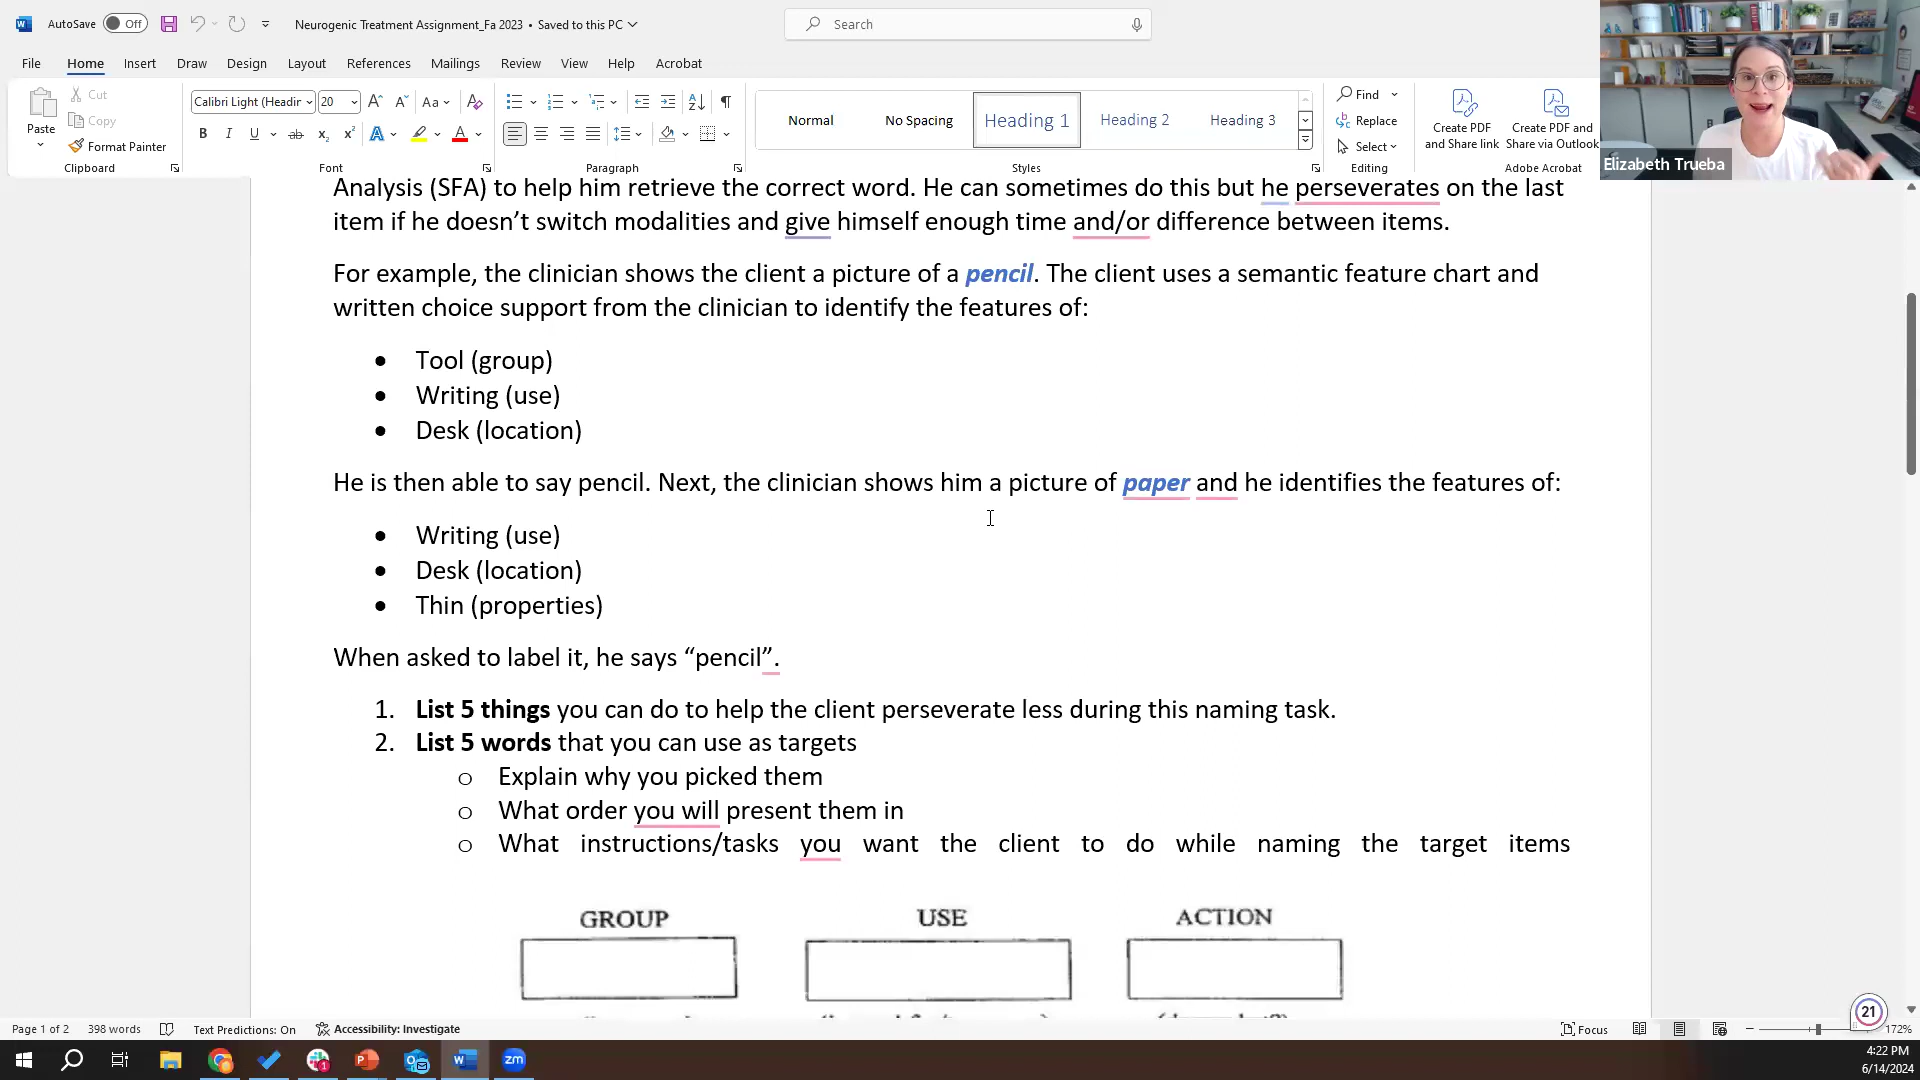 AutoSave Off Neurogenic Treatment Assignment_Fa 2023 • Saved to this PC Search
File Home Insert Draw Design Layout References Mailings Review View Help Acrobat
Paste Cut Copy Format Painter
Calibri Light (Headir 20
Normal No Spacing Heading 1 Heading 2 Heading 3
Find Replace Select
Create PDF and Share link Create PDF and Share via Outlook
Clipboard Font Paragraph Styles Editing Adobe Acrobat
Elizabeth Trueba
Analysis (SFA) to help him retrieve the correct word. He can sometimes do this but he perseverates on the last
item if he doesn’t switch modalities and give himself enough time and/or difference between items.
For example, the clinician shows the client a picture of a pencil. The client uses a semantic feature chart and
written choice support from the clinician to identify the features of:
• Tool (group)
• Writing (use)
• Desk (location)
He is then able to say pencil. Next, the clinician shows him a picture of paper and he identifies the features of:
• Writing (use)
• Desk (location)
• Thin (properties)
When asked to label it, he says “pencil”.
1. List 5 things you can do to help the client perseverate less during this naming task.
2. List 5 words that you can use as targets
o Explain why you picked them
o What order you will present them in
o What instructions/tasks you want the client to do while naming the target items
GROUP USE ACTION
21
Page 1 of 2 398 words Text Predictions: On Accessibility: Investigate Focus 172%
4:22 PM
6/14/2024